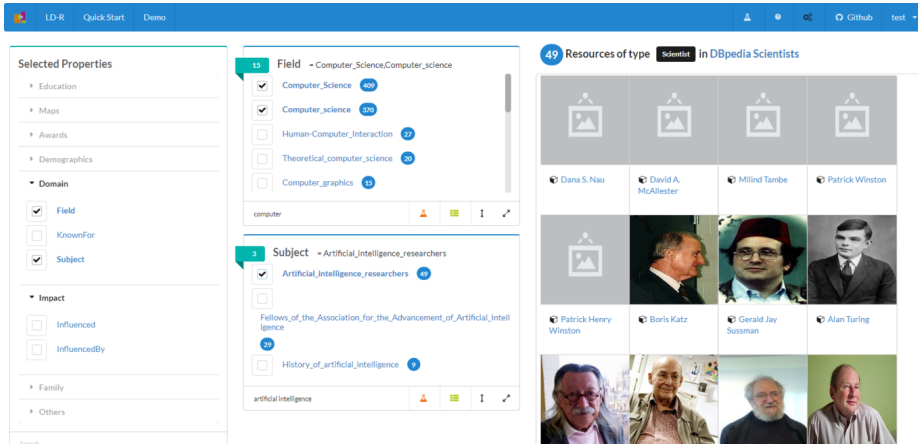 LD-R Quick Start Demo Github test
Selected Properties
Education
Maps
Awards
Demographics
Domain
Field
KnownFor
Subject
Impact
Influenced
InfluencedBy
Family
Others
15 Field = Computer_Science,Computer_science
Computer_Science 409
Computer_science 370
Human-Computer_Interaction 27
Theoretical_computer_science 20
Computer_graphics 15
computer
3 Subject = Artificial_intelligence_researchers
Artificial_intelligence_researchers 49
Fellows_of_the_Association_for_the_Advancement_of_Artificial_Intell
igence
29
History_of_artificial_intelligence 9
artificial intelligence
49 Resources of type Scientist in DBpedia Scientists
Dana S. Nau
David A.
McAllester
Milind Tambe
Patrick Winston
Patrick Henry
Winston
Boris Katz
Gerald Jay
Sussman
Alan Turing